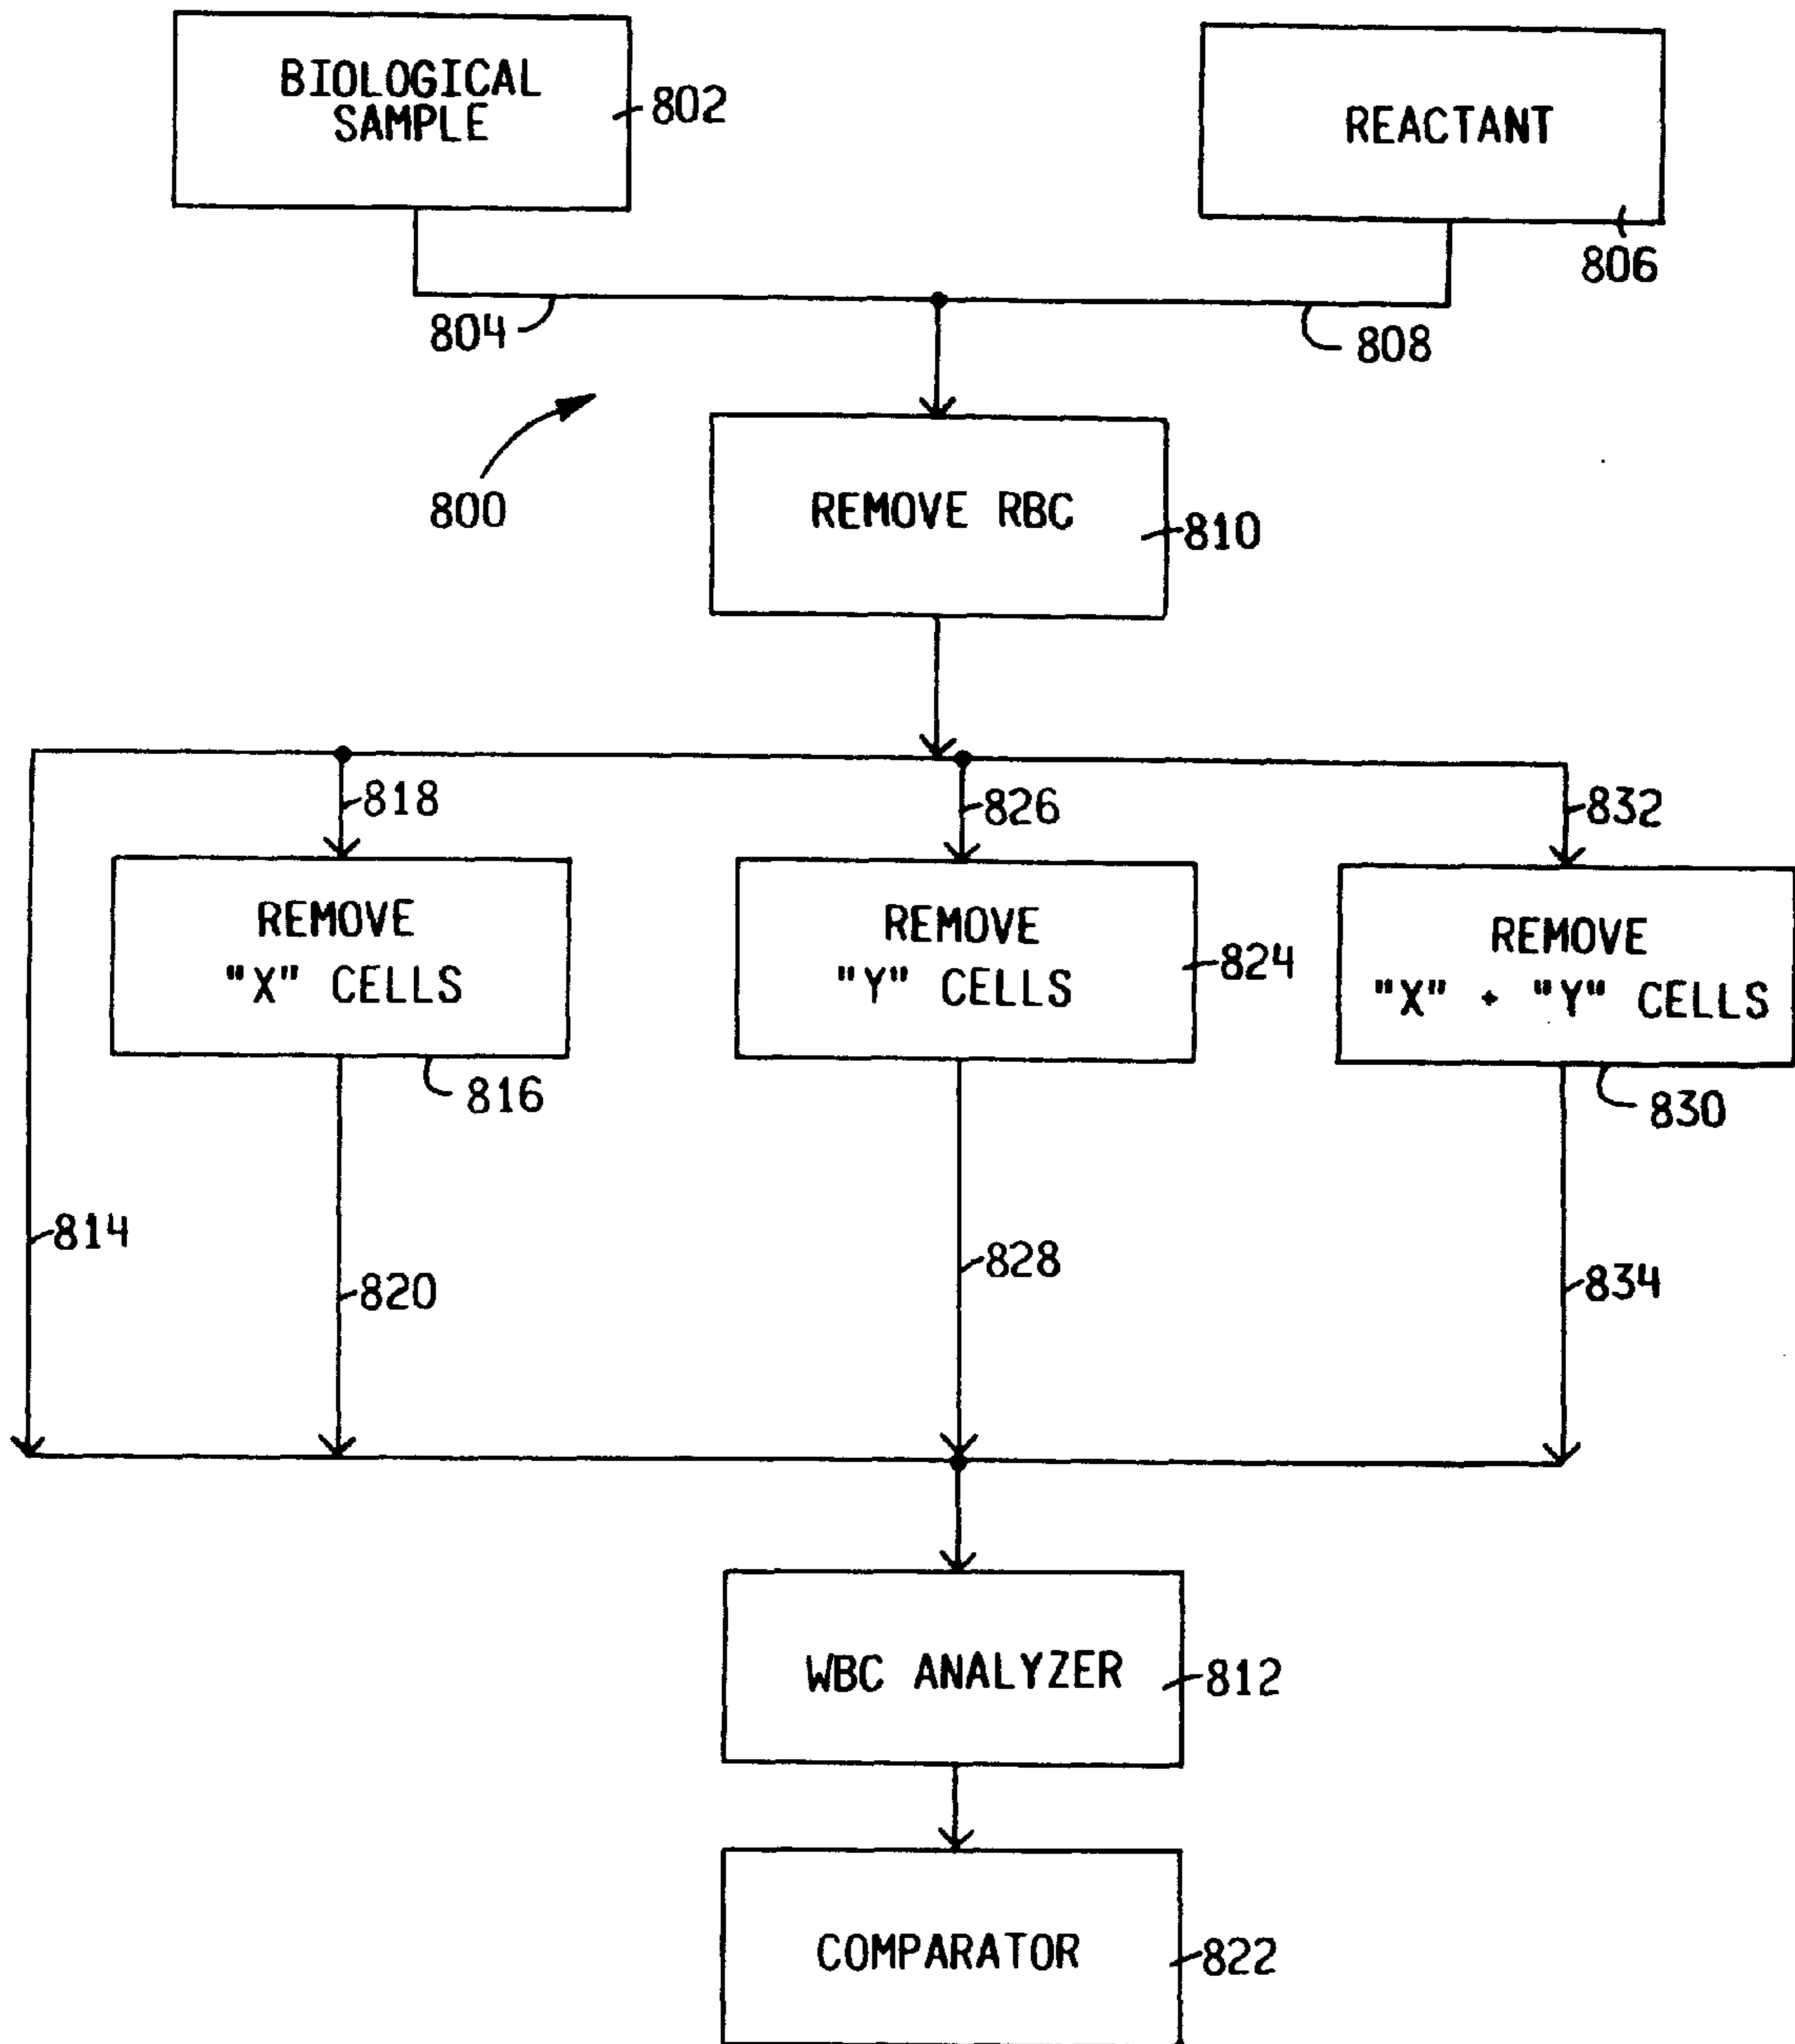 BIOLOGICAL
SAMPLE
802
REACTANT
806
804
808
800
REMOVE RBC
810
818
826
832
REMOVE
"X" CELLS
816
REMOVE
"Y" CELLS
824
REMOVE
"X" + "Y" CELLS
830
814
820
828
834
WBC ANALYZER
812
COMPARATOR
822